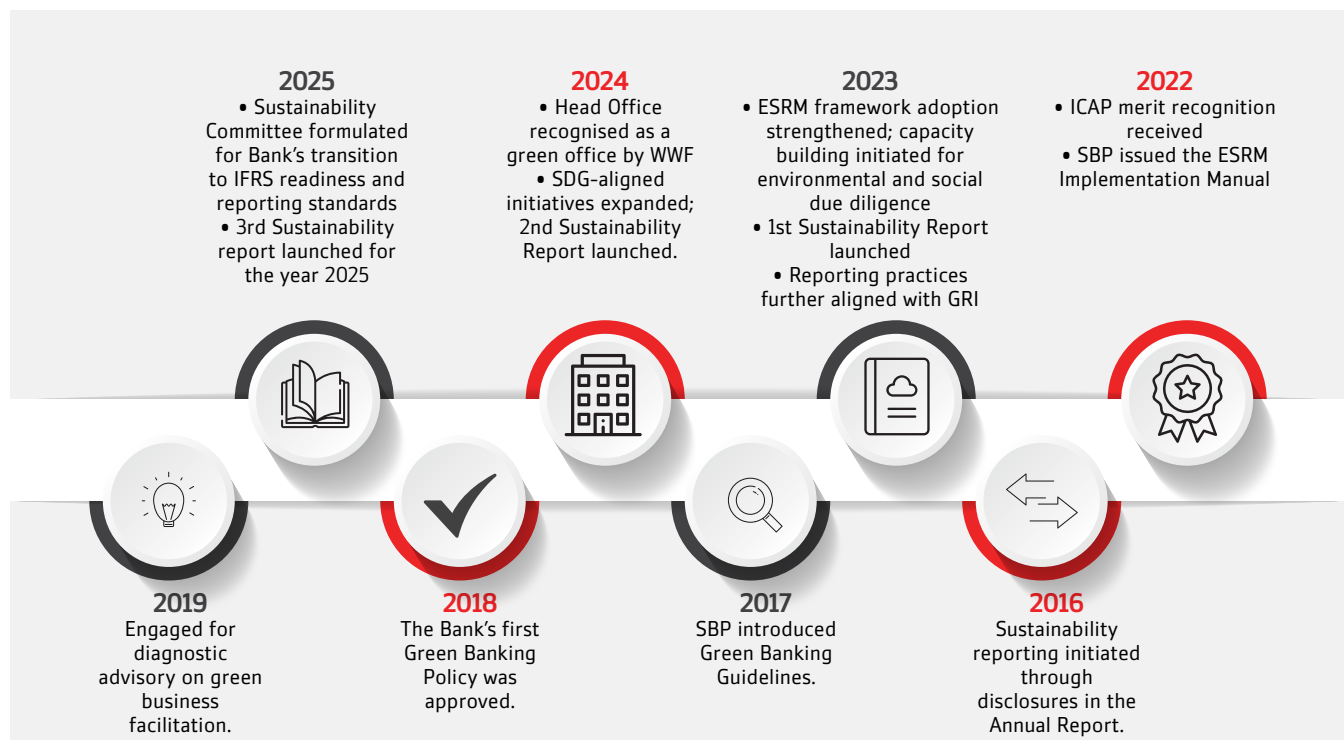 2025
• Sustainability
Committee formulated
for Bank's transition
to IFRS readiness and
reporting standards
• 3rd Sustainability
report launched for
the year 2025
2024
• Head Office
recognised as a
green office by WWF
• SDG-aligned
initiatives expanded;
2nd Sustainability
Report launched.
2023
• ESRM framework adoption
strengthened; capacity
building initiated for
environmental and social
due diligence
• 1st Sustainability Report
launched
• Reporting practices
further aligned with GRI
2022
• ICAP merit recognition
received
• SBP issued the ESRM
Implementation Manual
2019
Engaged for
diagnostic
advisory on green
business
facilitation.
2018
The Bank's first
Green Banking
Policy was
approved.
2017
SBP introduced
Green Banking
Guidelines.
2016
Sustainability
reporting initiated
through
disclosures in the
Annual Report.